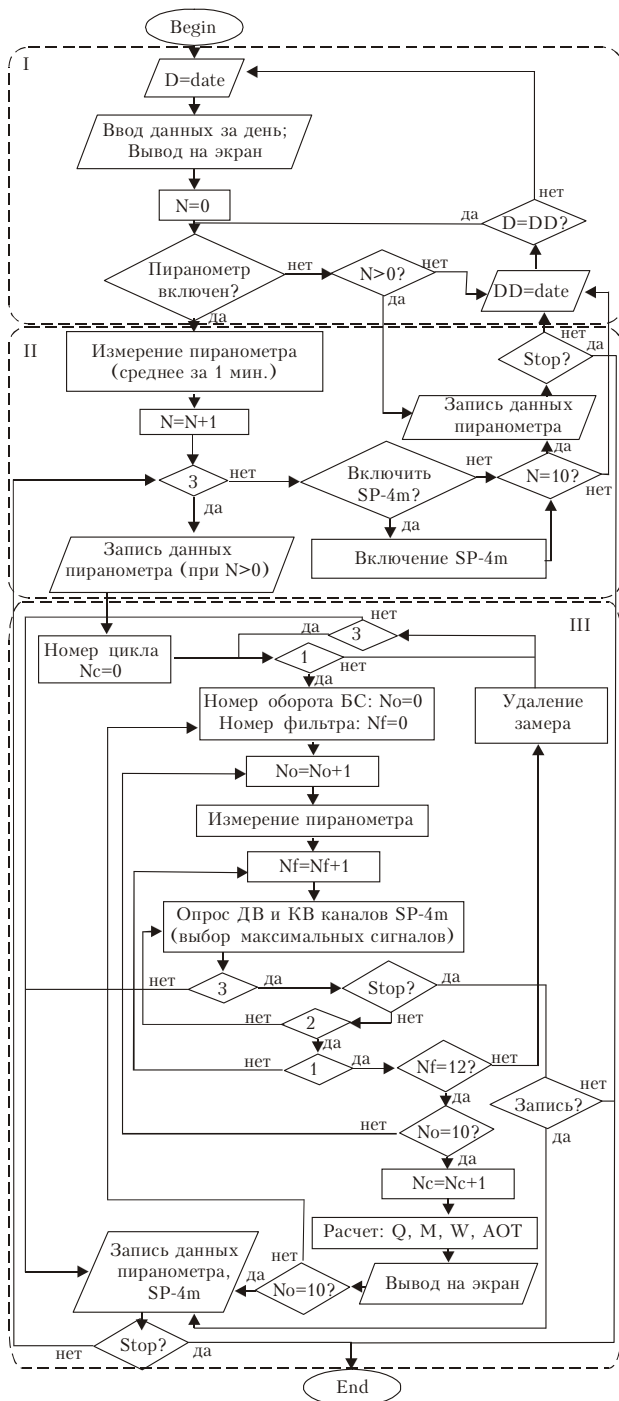 Begin
I
D=date
Ввод данных за день;
Вывод на экран
нет
да
N=0
D=DD?
Пиранометр
включен?
нет
N>0?
нет
DD=date
да
да
нет
да
II
Измерение пиранометра
(среднее за 1 мин.)
Stop?
Запись данных
пиранометра
N=N+1
да
3
нет
Включить
SP-4m?
нет
N=10?
нет
да
да
Запись данных
пиранометра (при N>0)
Включение SP-4m
нет
III
да
3
Номер цикла
Nc=0
1
нет
да
Номер оборота БС: No=0
Номер фильтра: Nf=0
Удаление
замера
No=No+1
Измерение пиранометра
Nf=Nf+1
Опрос ДВ и КВ каналов SP-4m
(выбор максимальных сигналов)
нет
3
да
Stop?
да
нет
2
нет
да
нет
1
да
Nf=12?
нет
нет
да
Запись?
нет
No=10?
да
да
Nc=Nc+1
Расчет: Q, M, W, АОТ
Запись данных
пиранометра,
SP-4m
нет
да
No=10?
Вывод на экран
нет
Stop?
да
End